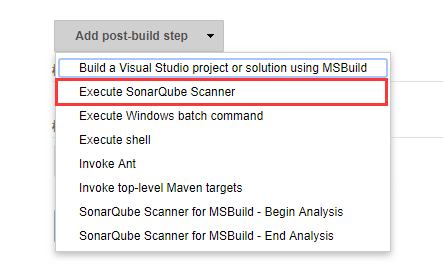 Add post-build step
Build a Visual Studio project or solution using MSBuild
Execute SonarQube Scanner
Execute Windows batch command
Execute shell
Invoke Ant
Invoke top-level Maven targets
SonarQube Scanner for MSBuild - Begin Analysis
SonarQube Scanner for MSBuild - End Analysis